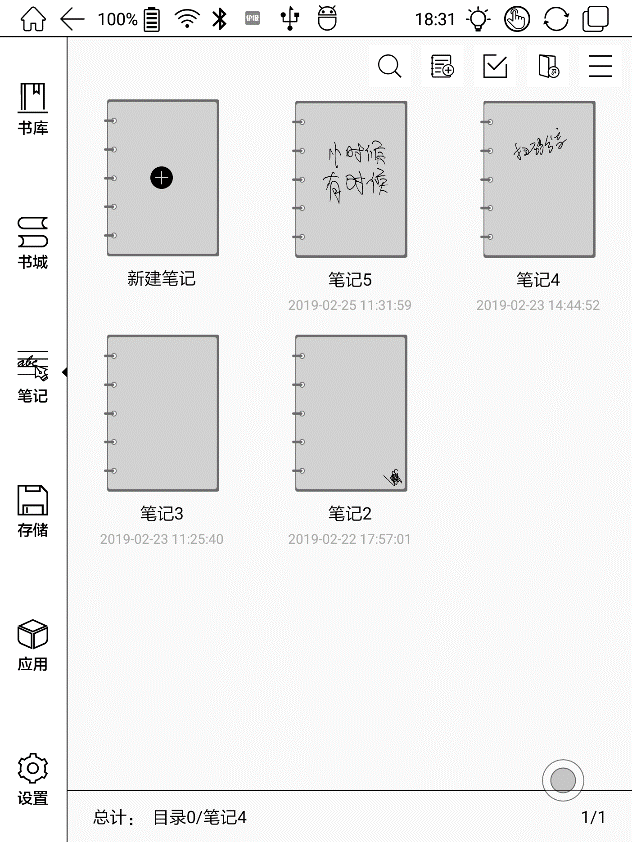 100%
18:31
书库
书城
abc
笔记
存储
应用
设置
新建笔记
小时候
有时候
笔记5
2019-02-25 11:31:59
笔记4
2019-02-23 14:44:52
笔记3
2019-02-23 11:25:40
笔记2
2019-02-22 17:57:01
总计： 目录0/笔记4
1/1